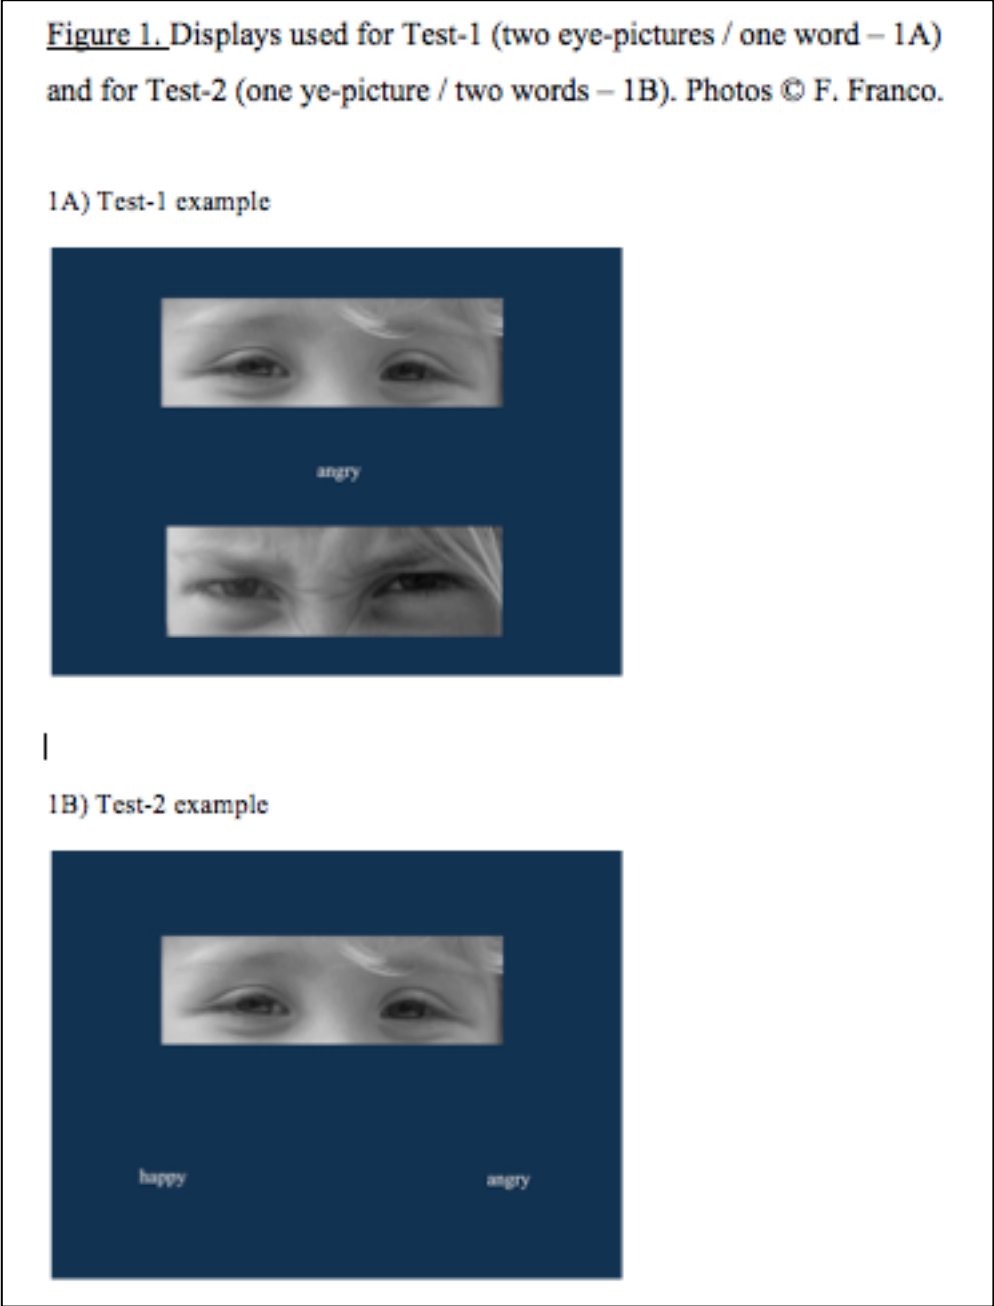 Figure 1. Displays used for Test-1 (two eye-pictures / one word – 1A)
and for Test-2 (one ye-picture / two words – 1B). Photos © F. Franco.
1A) Test-1 example
angry
1B) Test-2 example
happy angry